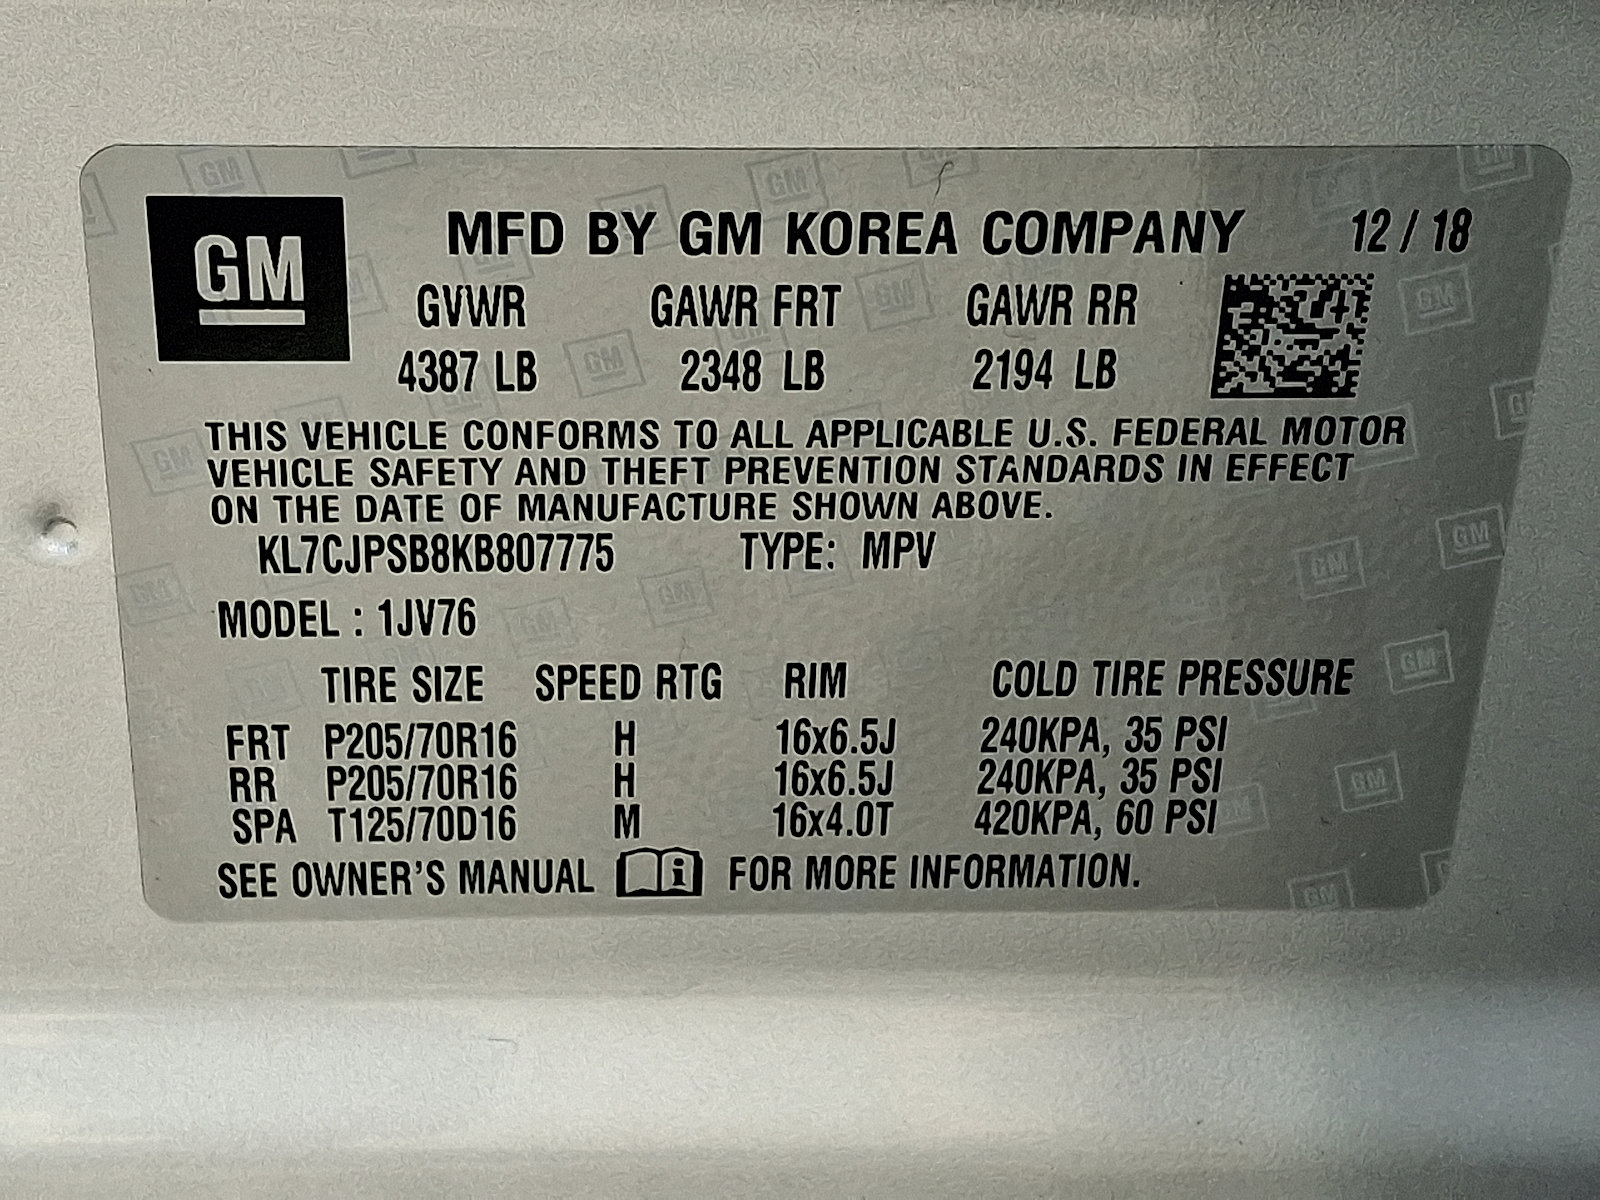 GM MFD BY GM KOREA COMPANY 12 / 18
GVWR GAWR FRT GAWR RR
4387 LB 2348 LB 2194 LB
THIS VEHICLE CONFORMS TO ALL APPLICABLE U.S. FEDERAL MOTOR
VEHICLE SAFETY AND THEFT PREVENTION STANDARDS IN EFFECT
ON THE DATE OF MANUFACTURE SHOWN ABOVE.
KL7CJPSB8KB807775 TYPE: MPV
MODEL : 1JV76
TIRE SIZE SPEED RTG RIM COLD TIRE PRESSURE
FRT P205/70R16 H 16x6.5J 240KPA, 35 PSI
RR P205/70R16 H 16x6.5J 240KPA, 35 PSI
SPA T125/70D16 M 16x4.0T 420KPA, 60 PSI
SEE OWNER'S MANUAL i FOR MORE INFORMATION.